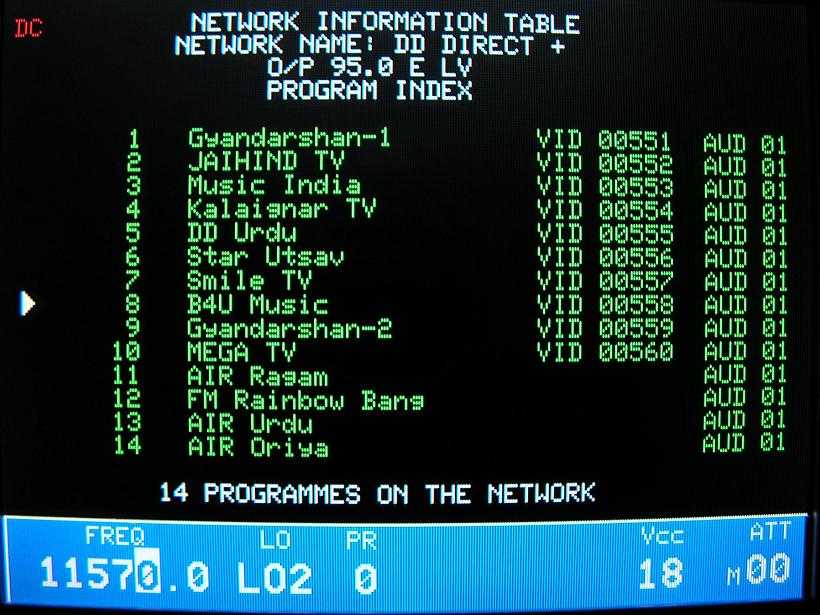 DC
NETWORK INFORMATION TABLE
NETWORK NAME: DD DIRECT +
O/P 95.0 E LV
PROGRAM INDEX
1 Gyandarshan-1 VID 00551 AUD 01
2 JAIHIND TV VID 00552 AUD 01
3 Music India VID 00553 AUD 01
4 Kalaignar TV VID 00554 AUD 01
5 DD Urdu VID 00555 AUD 01
6 Star Utsav VID 00556 AUD 01
7 Smile TV VID 00557 AUD 01
8 B4U Music VID 00558 AUD 01
9 Gyandarshan-2 VID 00559 AUD 01
10 MEGA TV VID 00560 AUD 01
11 AIR Ragam AUD 01
12 FM Rainbow Bang AUD 01
13 AIR Urdu AUD 01
14 AIR Oriya AUD 01
14 PROGRAMMES ON THE NETWORK
FREQ LO PR Vcc ATT
11570.0 LO2 0 18 M00